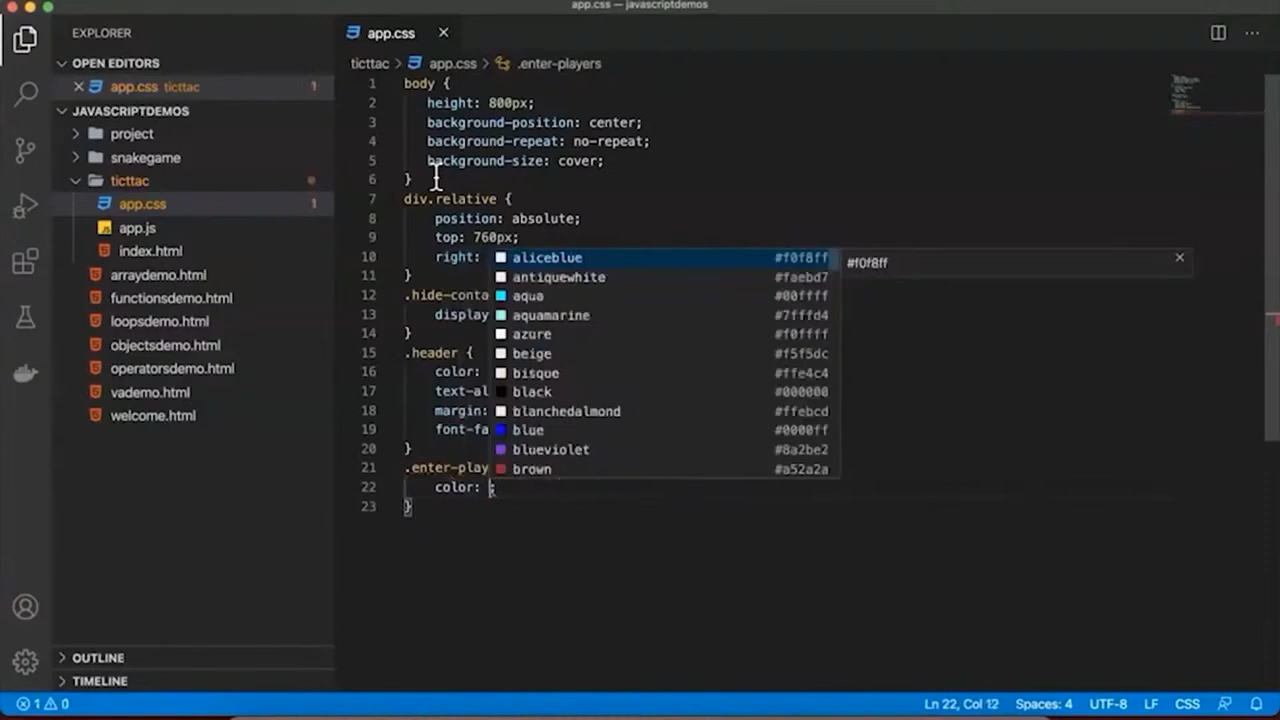 app.css — javascriptdemos
EXPLORER
OPEN EDITORS
app.css ticttac 1
JAVASCRIPTDEMOS
project
snakegame
ticttac
app.css 1
app.js
index.html
arraydemo.html
functionsdemo.html
loopsdemo.html
objectsdemo.html
operatorsdemo.html
vademo.html
welcome.html
OUTLINE
TIMELINE
app.css
ticttac > app.css > .enter-players
1 body {
2 height: 800px;
3 background-position: center;
4 background-repeat: no-repeat;
5 background-size: cover;
6 }
7 div.relative {
8 position: absolute;
9 top: 760px;
10 right:
11 }
12 .hide-conta
13 display
14 }
15 .header {
16 color:
17 text-al
18 margin:
19 font-fa
20 }
21 .enter-play
22 color: ;
23 }
aliceblue #f0f8ff
antiquewhite #faebd7
aqua #00ffff
aquamarine #7fffd4
azure #f0ffff
beige #f5f5dc
bisque #ffe4c4
black #000000
blanchedalmond #ffebcd
blue #0000ff
blueviolet #8a2be2
brown #a52a2a
#f0f8ff
1 0
Ln 22, Col 12 Spaces: 4 UTF-8 LF CSS